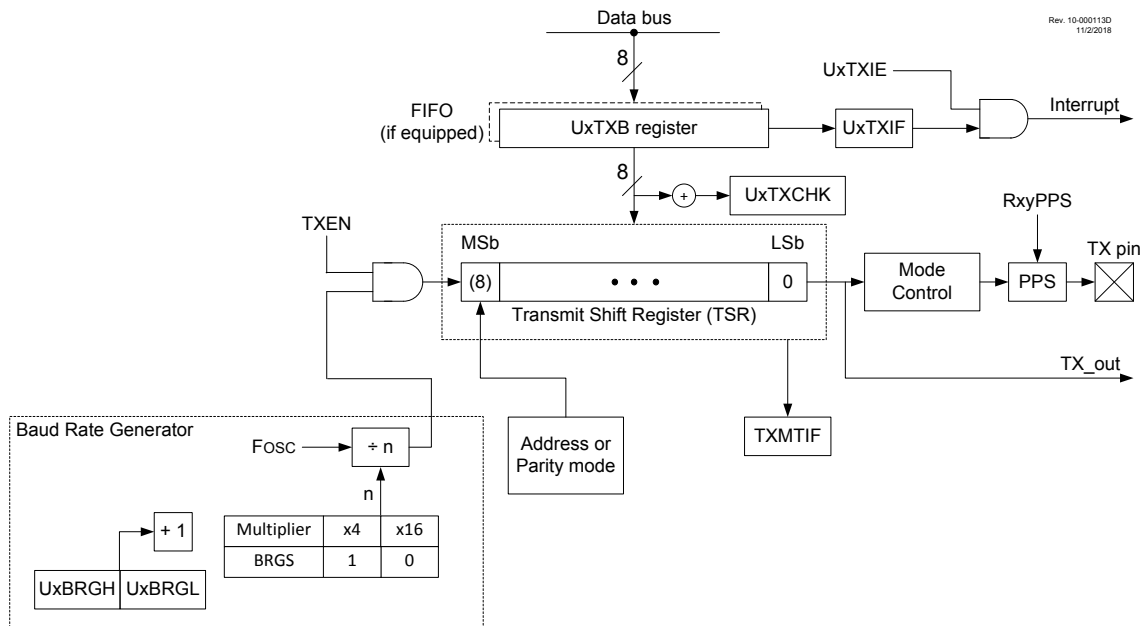 Data bus
Rev. 10-000113D
11/2/2018
8
UxTXIE
FIFO
(if equipped)
UxTXB register
UxTXIF
Interrupt
8
+
UxTXCHK
TXEN
MSb
LSb
RxyPPS
TX pin
(8)
• • •
0
Mode
Control
PPS
Transmit Shift Register (TSR)
TX_out
Baud Rate Generator
FOSC
÷ n
Address or
Parity mode
TXMTIF
n
+ 1
Multiplier x4 x16
BRGS 1 0
UxBRGH UxBRGL